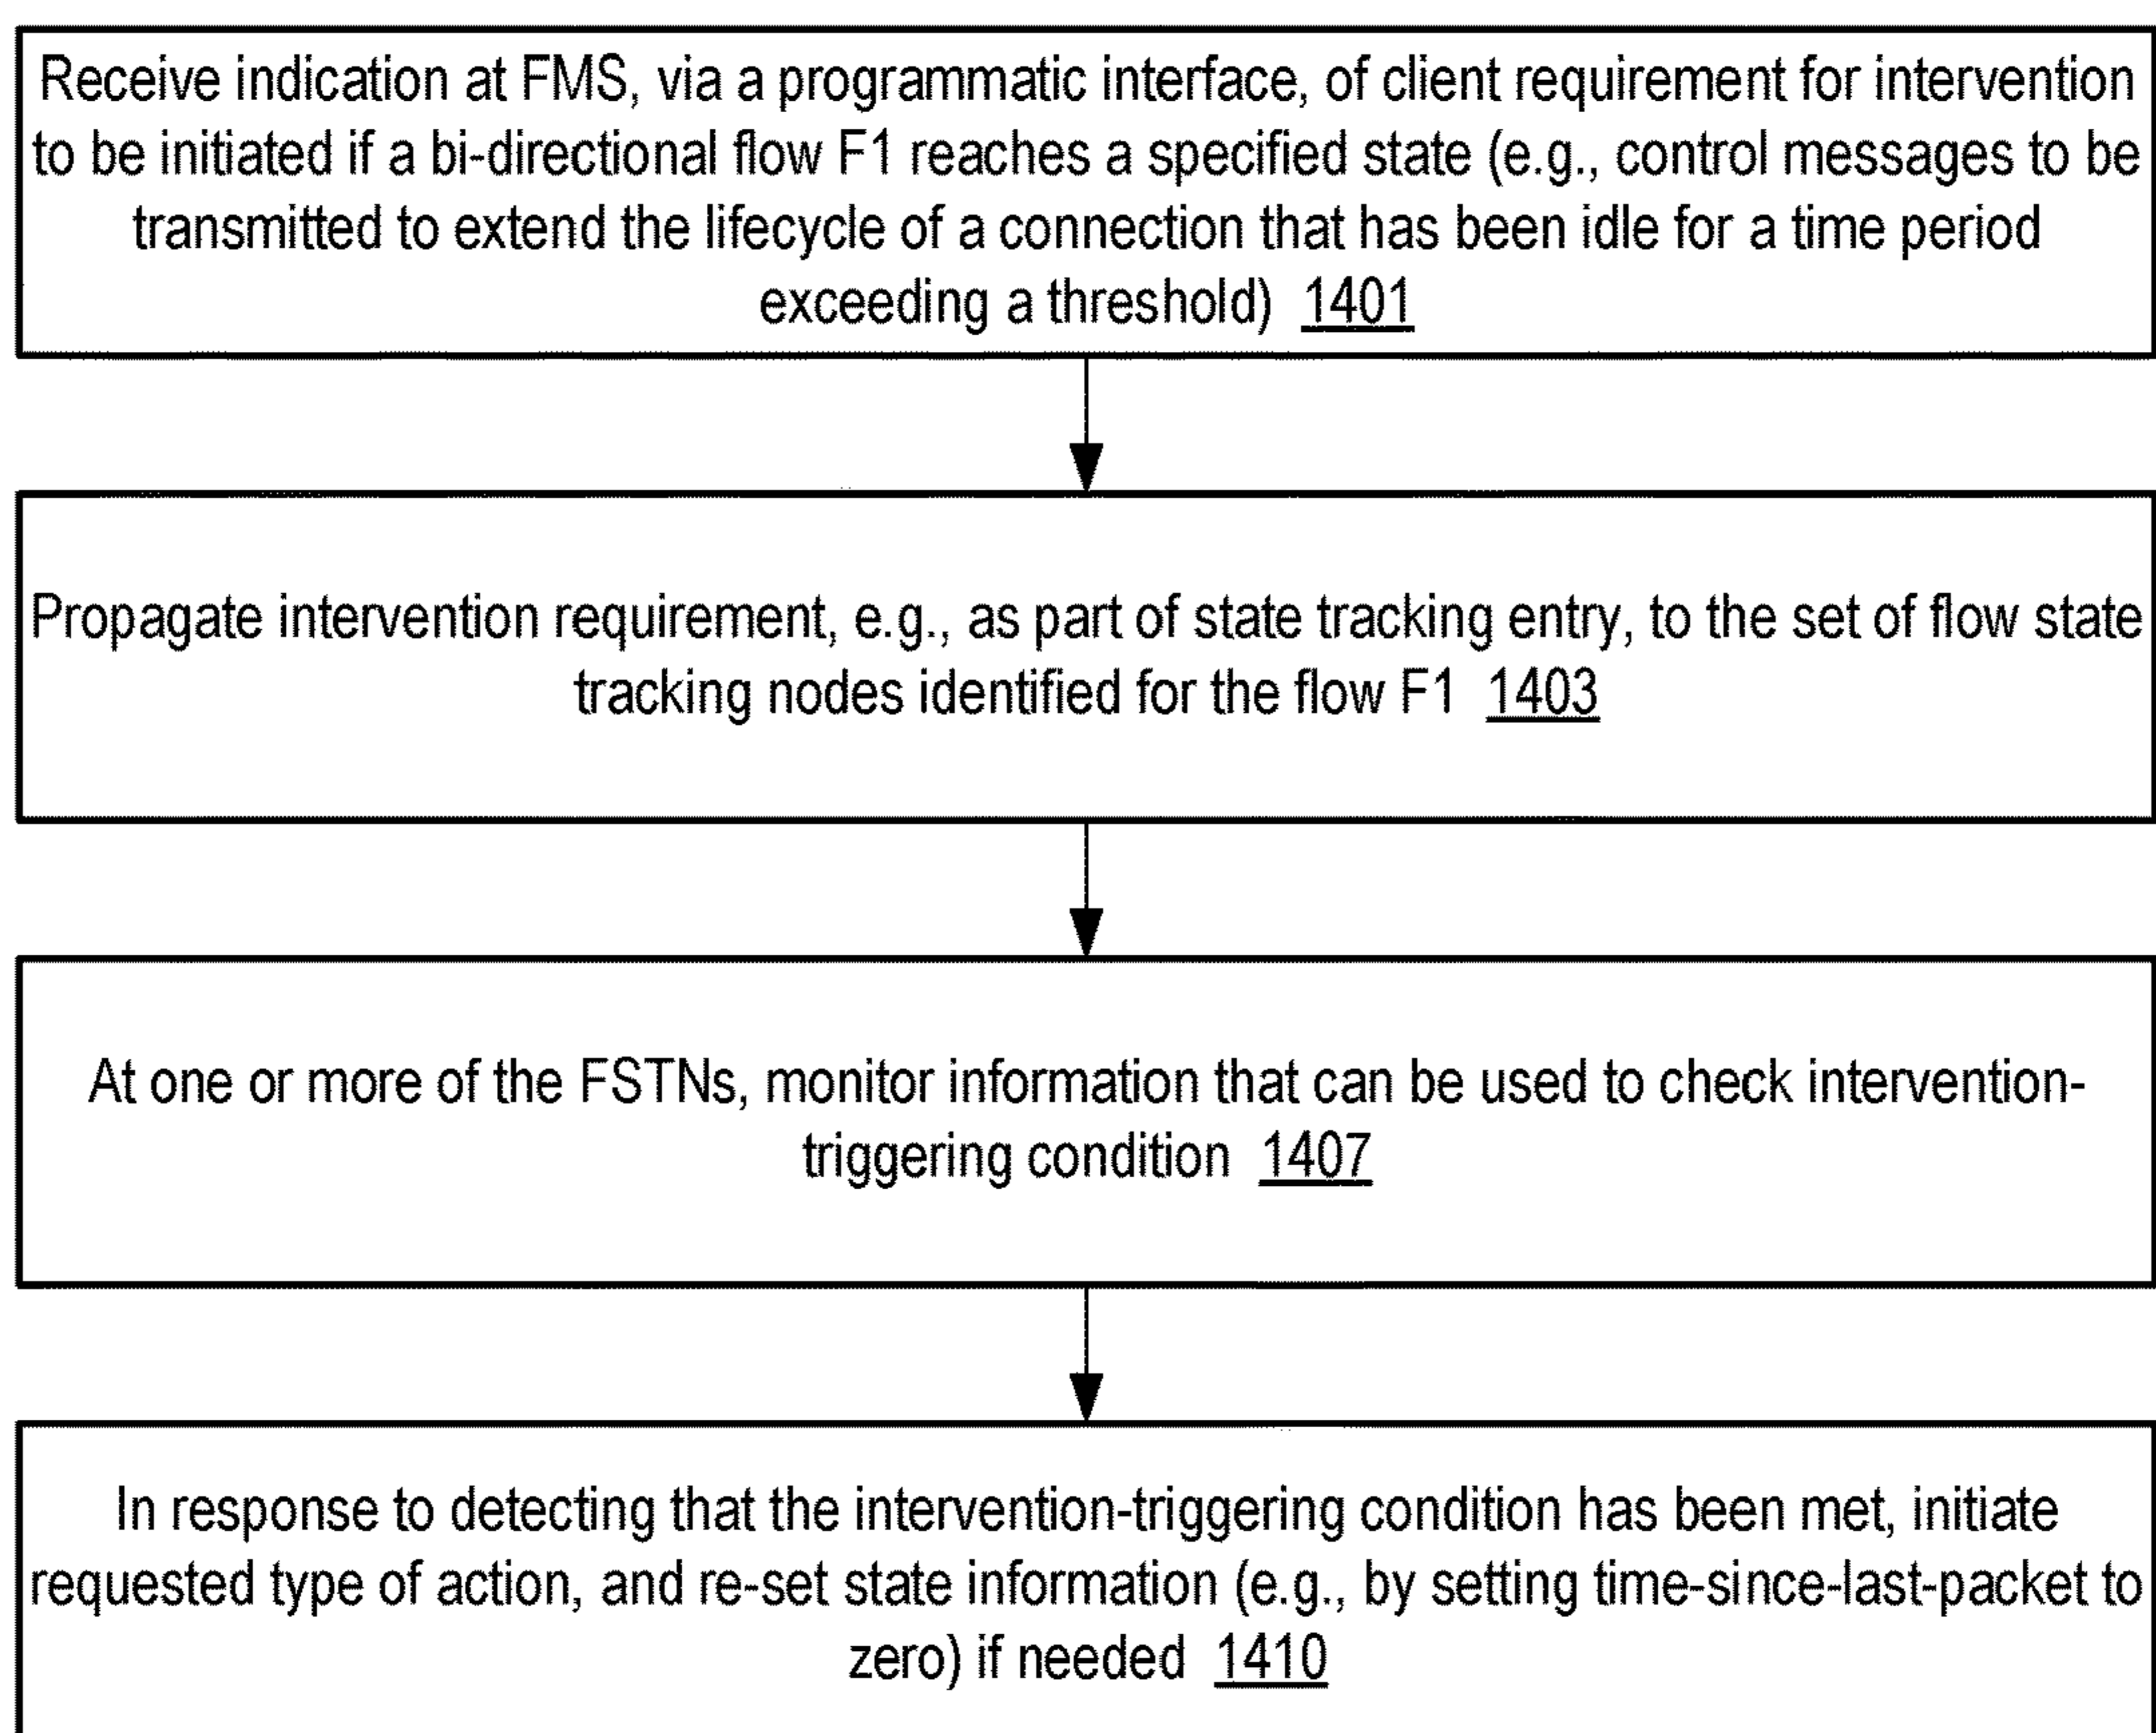 Receive indication at FMS, via a programmatic interface, of client requirement for intervention
to be initiated if a bi-directional flow F1 reaches a specified state (e.g., control messages to be
transmitted to extend the lifecycle of a connection that has been idle for a time period
exceeding a threshold) 1401
Propagate intervention requirement, e.g., as part of state tracking entry, to the set of flow state
tracking nodes identified for the flow F1 1403
At one or more of the FSTNs, monitor information that can be used to check intervention-
triggering condition 1407
In response to detecting that the intervention-triggering condition has been met, initiate
requested type of action, and re-set state information (e.g., by setting time-since-last-packet to
zero) if needed 1410